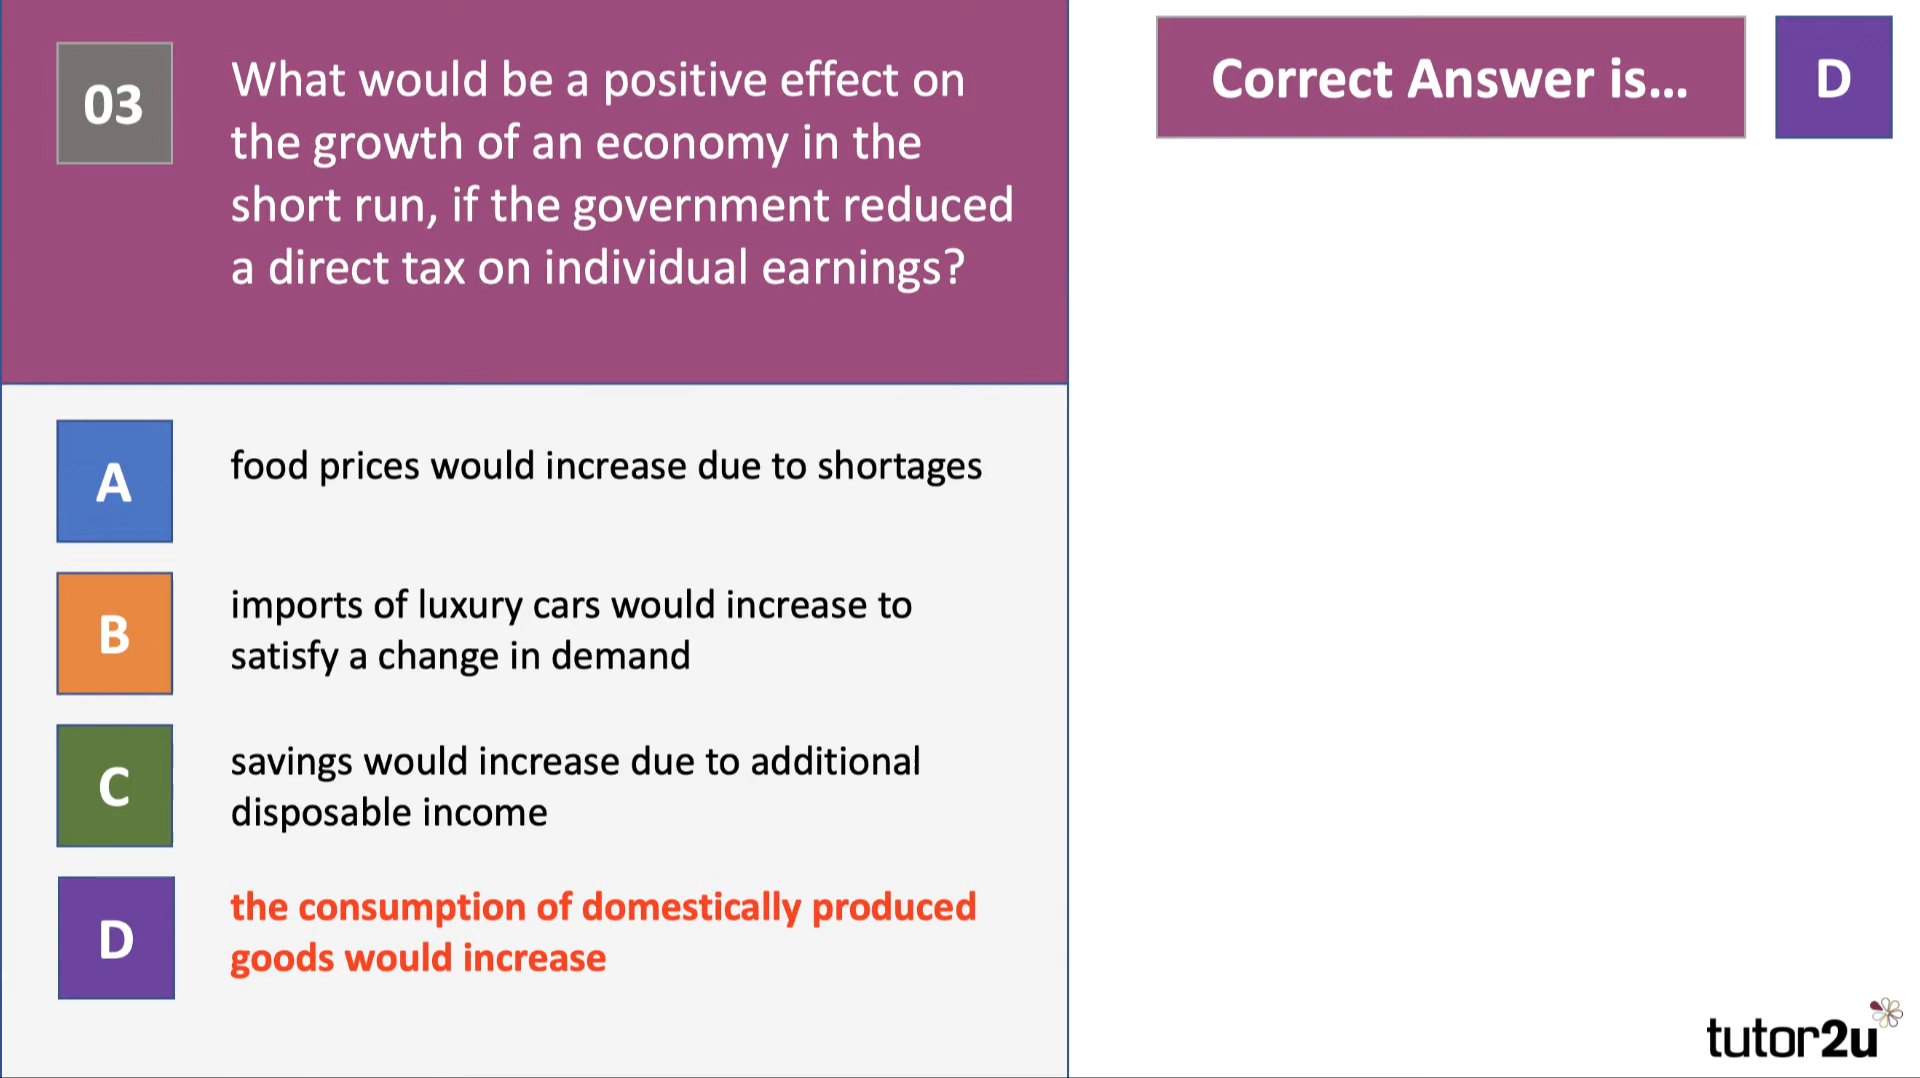 03
What would be a positive effect on
the growth of an economy in the
short run, if the government reduced
a direct tax on individual earnings?
A
food prices would increase due to shortages
B
imports of luxury cars would increase to
satisfy a change in demand
C
savings would increase due to additional
disposable income
D
the consumption of domestically produced
goods would increase
Correct Answer is...
D
tutor2u